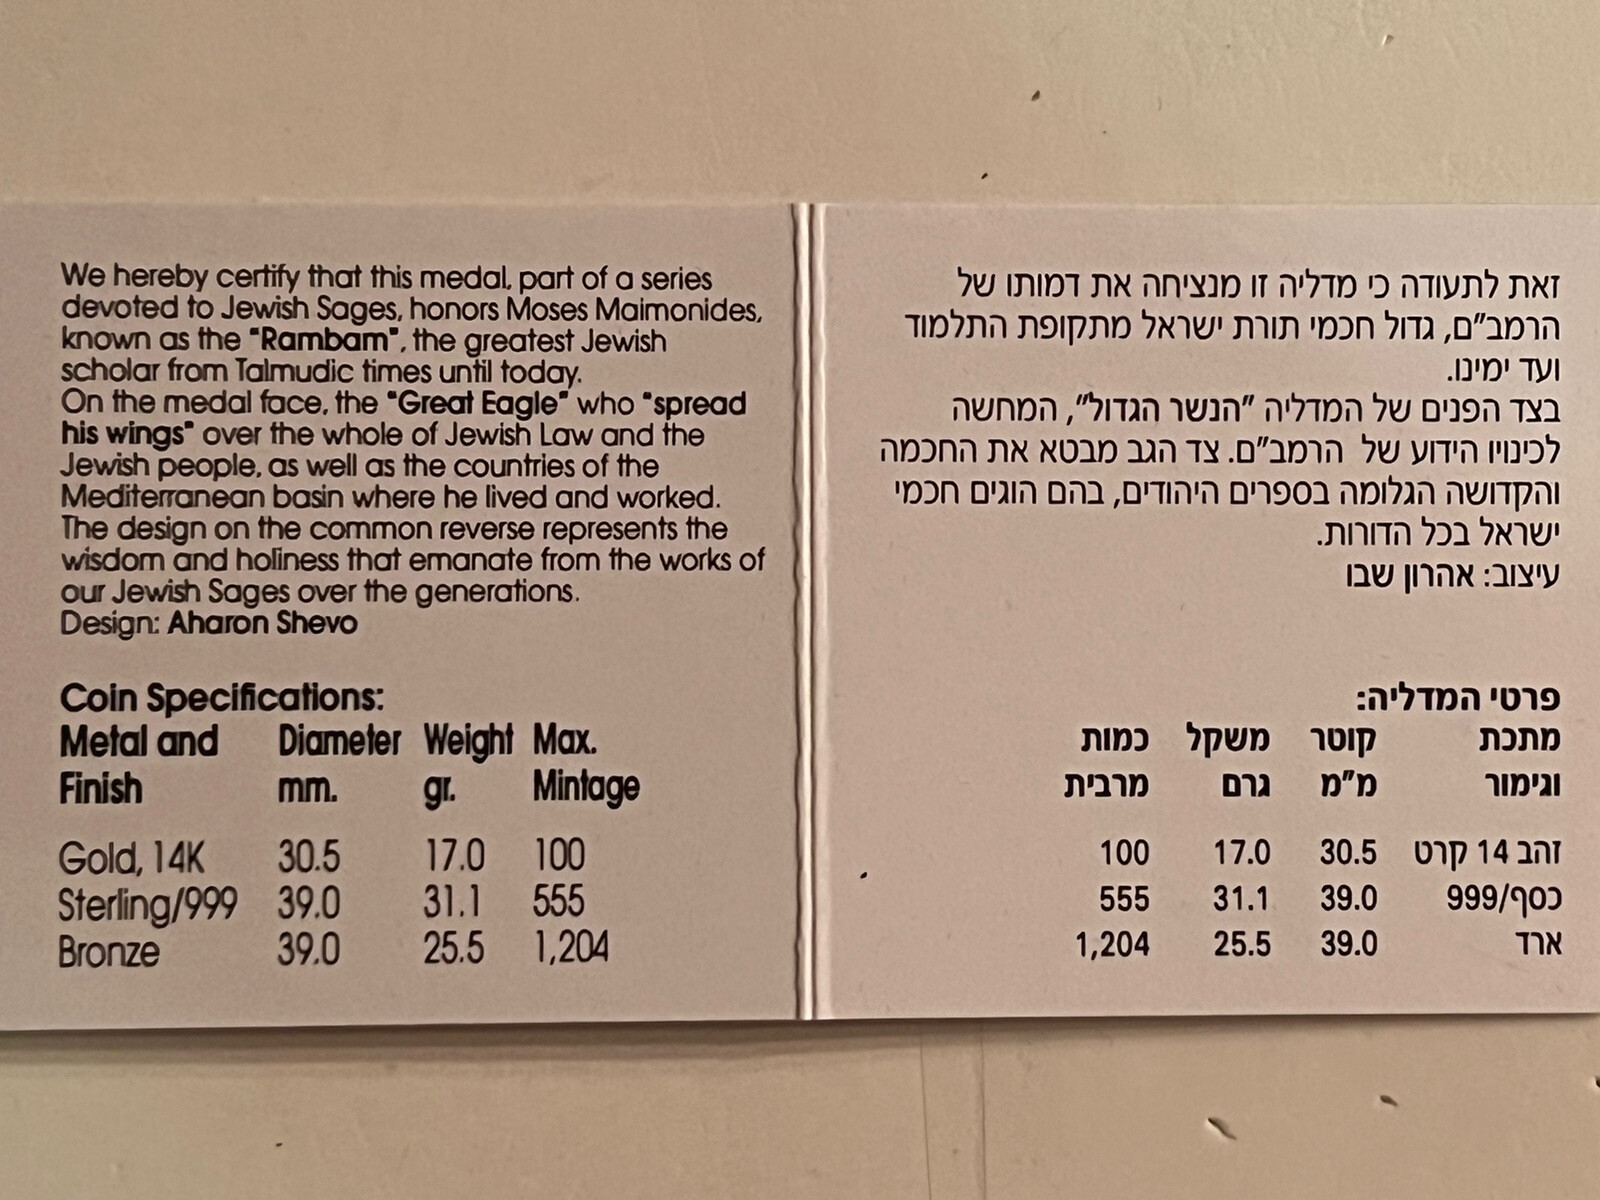 We hereby certify that this medal, part of a series
devoted to Jewish Sages, honors Moses Maimonides,
known as the "Rambam", the greatest Jewish
scholar from Talmudic times until today.
On the medal face, the "Great Eagle" who "spread
his wings" over the whole of Jewish Law and the
Jewish people, as well as the countries of the
Mediterranean basin where he lived and worked.
The design on the common reverse represents the
wisdom and holiness that emanate from the works of
our Jewish Sages over the generations.
Design: Aharon Shevo
Coin Specifications:
Metal and Diameter Weight Max.
Finish mm. gr. Mintage
Gold, 14K 30.5 17.0 100
Sterling/999 39.0 31.1 555
Bronze 39.0 25.5 1,204
זאת לתעודה כי מדליה זו מנציחה את דמותו של
הרמב"ם, גדול חכמי תורת ישראל מתקופת התלמוד
ועד ימינו.
בצד הפנים של המדליה "הנשר הגדול", המחשה
לכינויו הידוע של הרמב"ם. צד הגב מבטא את החכמה
והקדושה הגלומה בספרים היהודים, בהם הוגים חכמי
ישראל בכל הדורות.
עיצוב: אהרון שבו
פרטי המדליה:
מתכת קוטר משקל כמות
וגימור מ"מ גרם מרבית
זהב 14 קרט 30.5 17.0 100
כסף/999 39.0 31.1 555
ארד 39.0 25.5 1,204